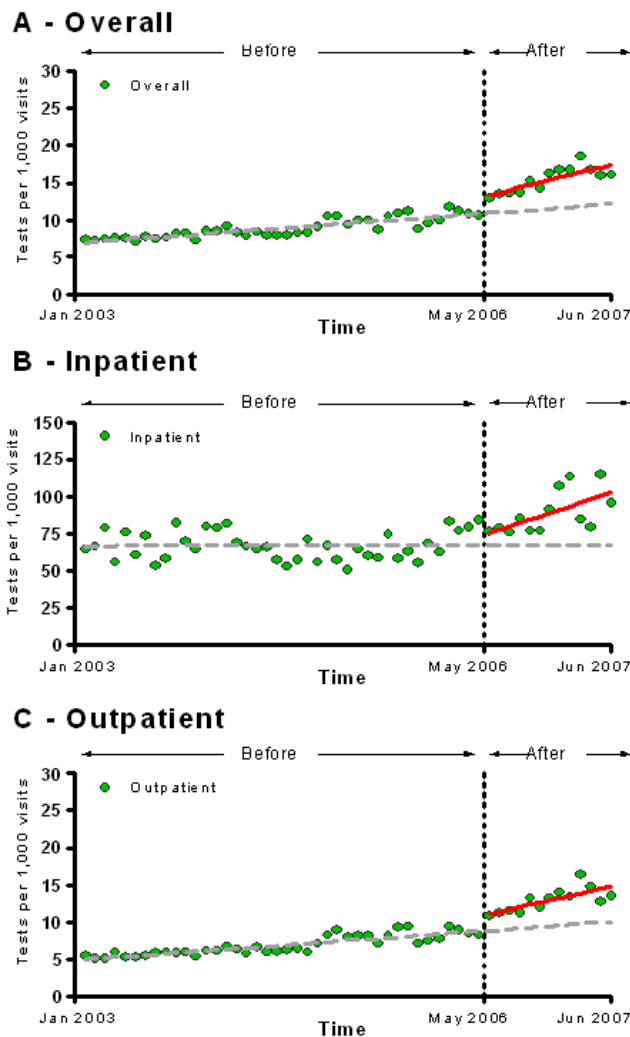 A - Overall
Before After
Tests per 1,000 visits
30
25
20
15
10
5
0
Overall
Jan 2003 May 2006 Jun 2007
Time
B - Inpatient
Before After
Tests per 1,000 visits
150
125
100
75
50
25
0
Inpatient
Jan 2003 May 2006 Jun 2007
Time
C - Outpatient
Before After
Tests per 1,000 visits
30
25
20
15
10
5
0
Outpatient
Jan 2003 May 2006 Jun 2007
Time